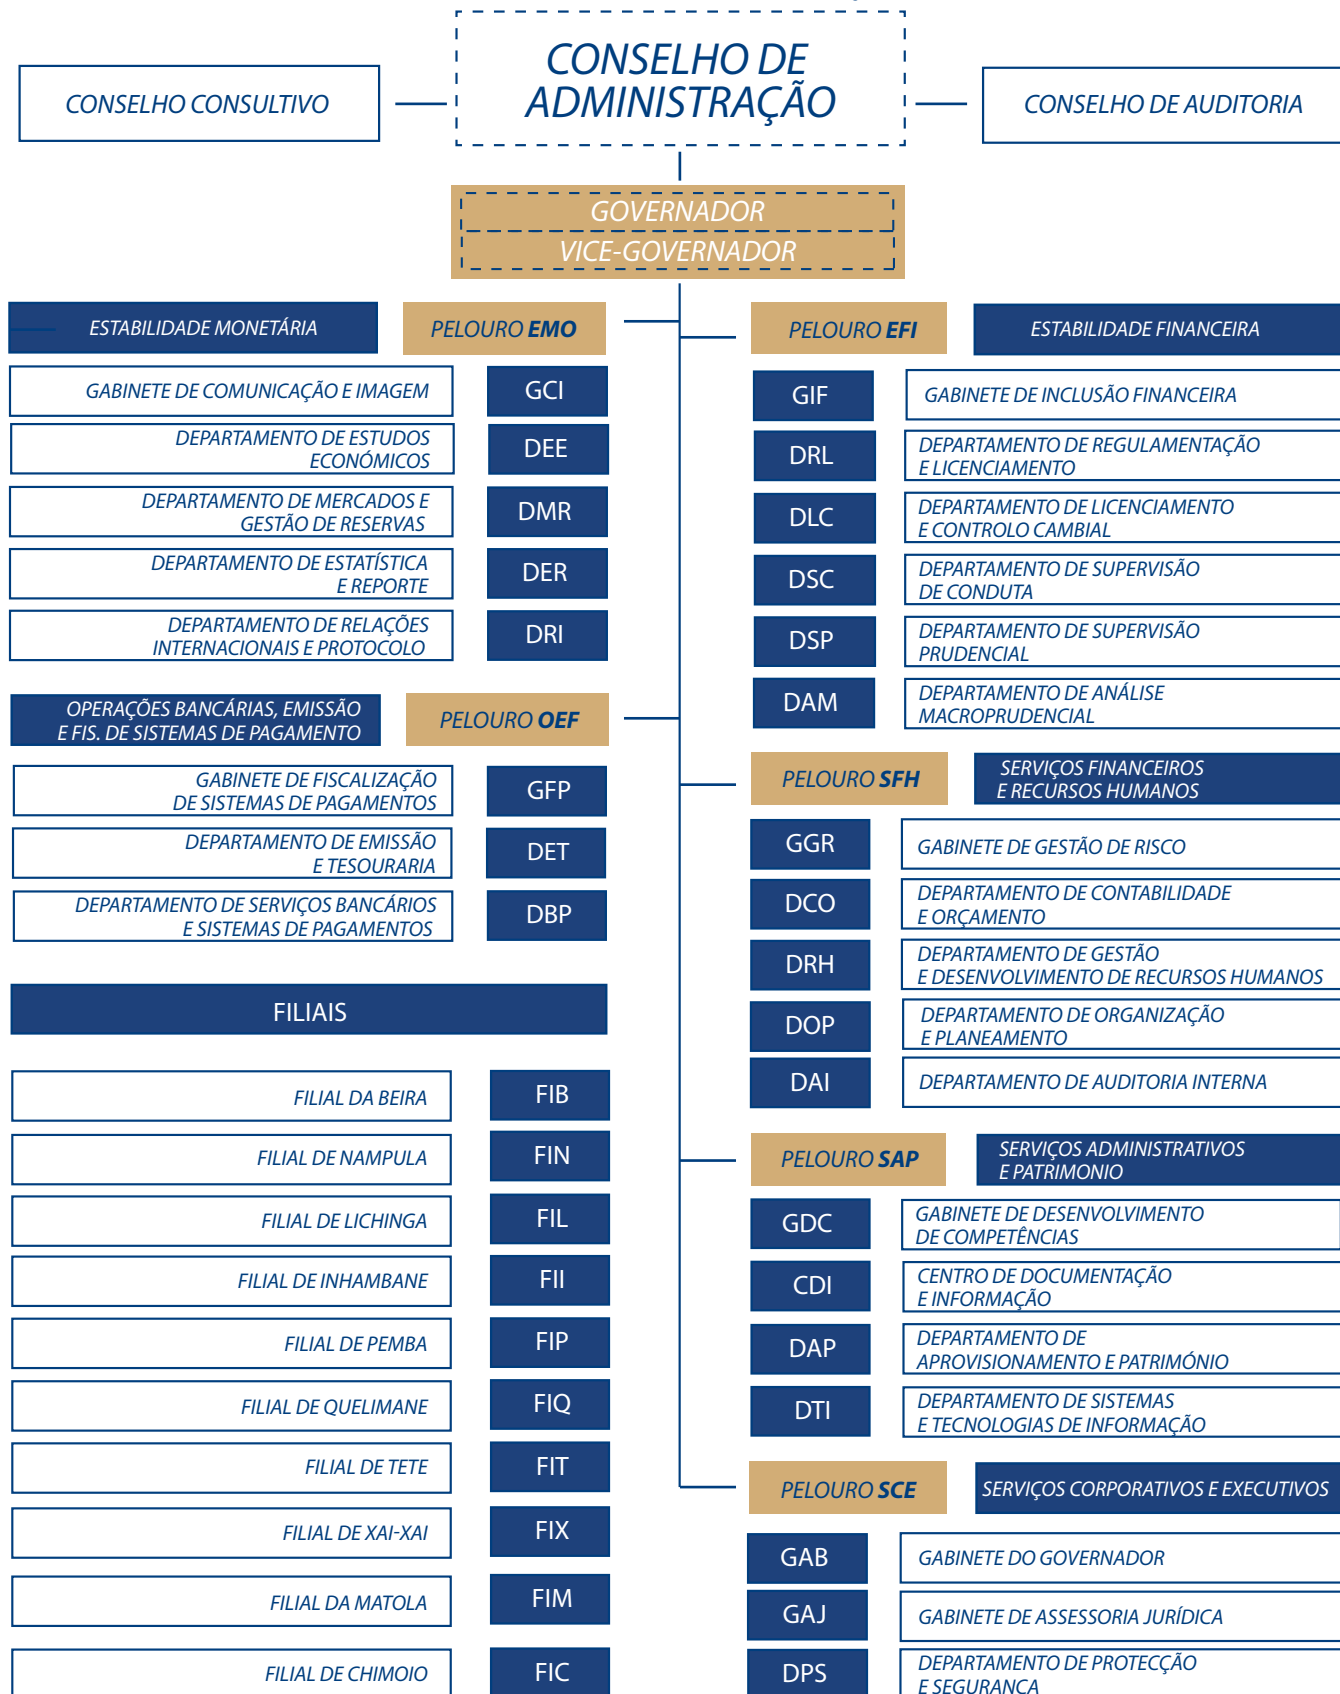 CONSELHO DE
ADMINISTRAÇÃO
CONSELHO CONSULTIVO
CONSELHO DE AUDITORIA
GOVERNADOR
VICE-GOVERNADOR
ESTABILIDADE MONETÁRIA
PELOURO EMO
GABINETE DE COMUNICAÇÃO E IMAGEM
GCI
DEPARTAMENTO DE ESTUDOS
ECONÓMICOS
DEE
DEPARTAMENTO DE MERCADOS E
GESTÃO DE RESERVAS
DMR
DEPARTAMENTO DE ESTATÍSTICA
E REPORTE
DER
DEPARTAMENTO DE RELAÇÕES
INTERNACIONAIS E PROTOCOLO
DRI
OPERAÇÕES BANCÁRIAS, EMISSÃO
E FIS. DE SISTEMAS DE PAGAMENTO
PELOURO OEF
GABINETE DE FISCALIZAÇÃO
DE SISTEMAS DE PAGAMENTOS
GFP
DEPARTAMENTO DE EMISSÃO
E TESOURARIA
DET
DEPARTAMENTO DE SERVIÇOS BANCÁRIOS
E SISTEMAS DE PAGAMENTOS
DBP
FILIAIS
FILIAL DA BEIRA
FIB
FILIAL DE NAMPULA
FIN
FILIAL DE LICHINGA
FIL
FILIAL DE INHAMBANE
FII
FILIAL DE PEMBA
FIP
FILIAL DE QUELIMANE
FIQ
FILIAL DE TETE
FIT
FILIAL DE XAI-XAI
FIX
FILIAL DA MATOLA
FIM
FILIAL DE CHIMOIO
FIC
PELOURO EFI
ESTABILIDADE FINANCEIRA
GIF
GABINETE DE INCLUSÃO FINANCEIRA
DRL
DEPARTAMENTO DE REGULAMENTAÇÃO
E LICENCIAMENTO
DLC
DEPARTAMENTO DE LICENCIAMENTO
E CONTROLO CAMBIAL
DSC
DEPARTAMENTO DE SUPERVISÃO
DE CONDUTA
DSP
DEPARTAMENTO DE SUPERVISÃO
PRUDENCIAL
DAM
DEPARTAMENTO DE ANÁLISE
MACROPRUDENCIAL
PELOURO SFH
SERVIÇOS FINANCEIROS
E RECURSOS HUMANOS
GGR
GABINETE DE GESTÃO DE RISCO
DCO
DEPARTAMENTO DE CONTABILIDADE
E ORÇAMENTO
DRH
DEPARTAMENTO DE GESTÃO
E DESENVOLVIMENTO DE RECURSOS HUMANOS
DOP
DEPARTAMENTO DE ORGANIZAÇÃO
E PLANEAMENTO
DAI
DEPARTAMENTO DE AUDITORIA INTERNA
PELOURO SAP
SERVIÇOS ADMINISTRATIVOS
E PATRIMONIO
GDC
GABINETE DE DESENVOLVIMENTO
DE COMPETÊNCIAS
CDI
CENTRO DE DOCUMENTAÇÃO
E INFORMAÇÃO
DAP
DEPARTAMENTO DE
APROVISIONAMENTO E PATRIMÓNIO
DTI
DEPARTAMENTO DE SISTEMAS
E TECNOLOGIAS DE INFORMAÇÃO
PELOURO SCE
SERVIÇOS CORPORATIVOS E EXECUTIVOS
GAB
GABINETE DO GOVERNADOR
GAJ
GABINETE DE ASSESSORIA JURÍDICA
DPS
DEPARTAMENTO DE PROTECÇÃO
E SEGURANÇA